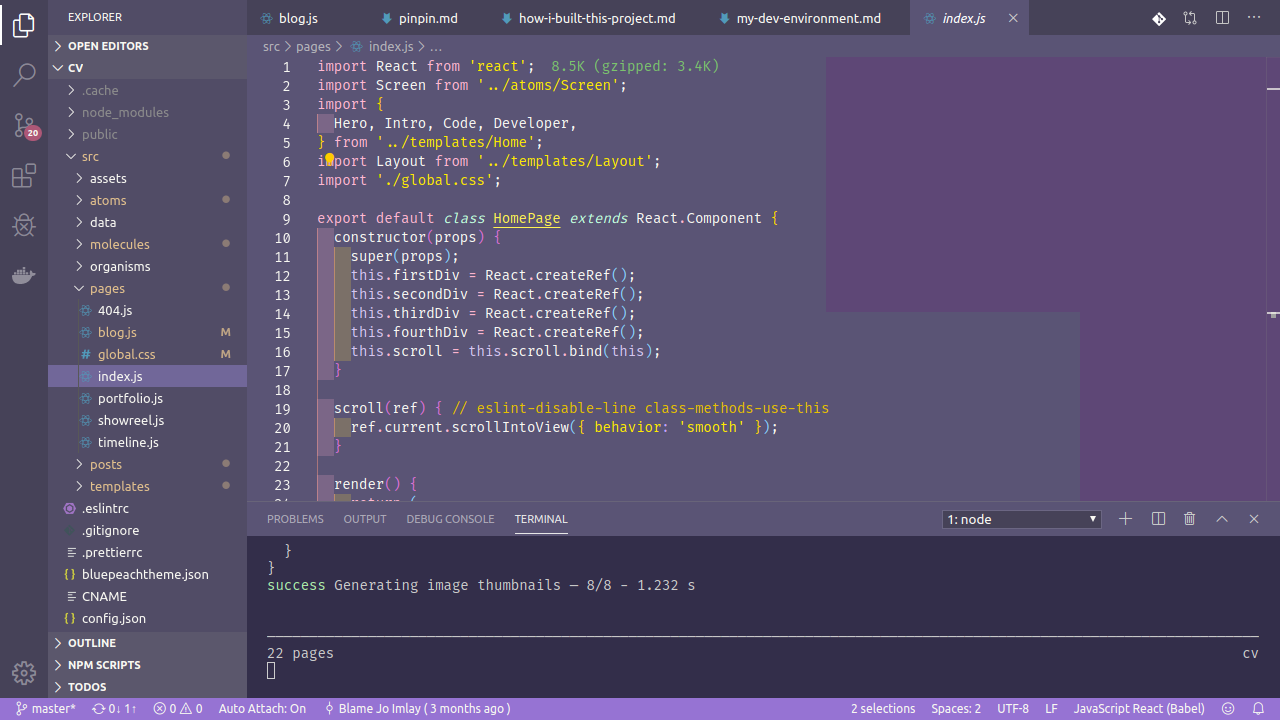 EXPLORER
blog.js
pinpin.md
how-i-built-this-project.md
my-dev-environment.md
index.js
OPEN EDITORS
CV
.cache
node_modules
public
src
assets
atoms
data
molecules
organisms
pages
404.js
blog.js M
global.css M
index.js
portfolio.js
showreel.js
timeline.js
posts
templates
.eslintrc
.gitignore
.prettierrc
bluepeachtheme.json
CNAME
config.json
OUTLINE
NPM SCRIPTS
TODOS
20
src > pages > index.js > ...
1 import React from 'react'; 8.5K (gzipped: 3.4K)
2 import Screen from '../atoms/Screen';
3 import {
4 Hero, Intro, Code, Developer,
5 } from '../templates/Home';
6 import Layout from '../templates/Layout';
7 import './global.css';
8
9 export default class HomePage extends React.Component {
10 constructor(props) {
11 super(props);
12 this.firstDiv = React.createRef();
13 this.secondDiv = React.createRef();
14 this.thirdDiv = React.createRef();
15 this.fourthDiv = React.createRef();
16 this.scroll = this.scroll.bind(this);
17 }
18
19 scroll(ref) { // eslint-disable-line class-methods-use-this
20 ref.current.scrollIntoView({ behavior: 'smooth' });
21 }
22
23 render() {
24 return (
PROBLEMS OUTPUT DEBUG CONSOLE TERMINAL 1: node
}
}
success Generating image thumbnails — 8/8 - 1.232 s
22 pages cv
master* 0↓ 1↑ 0 0 Auto Attach: On Blame Jo Imlay ( 3 months ago ) 2 selections Spaces: 2 UTF-8 LF JavaScript React (Babel)